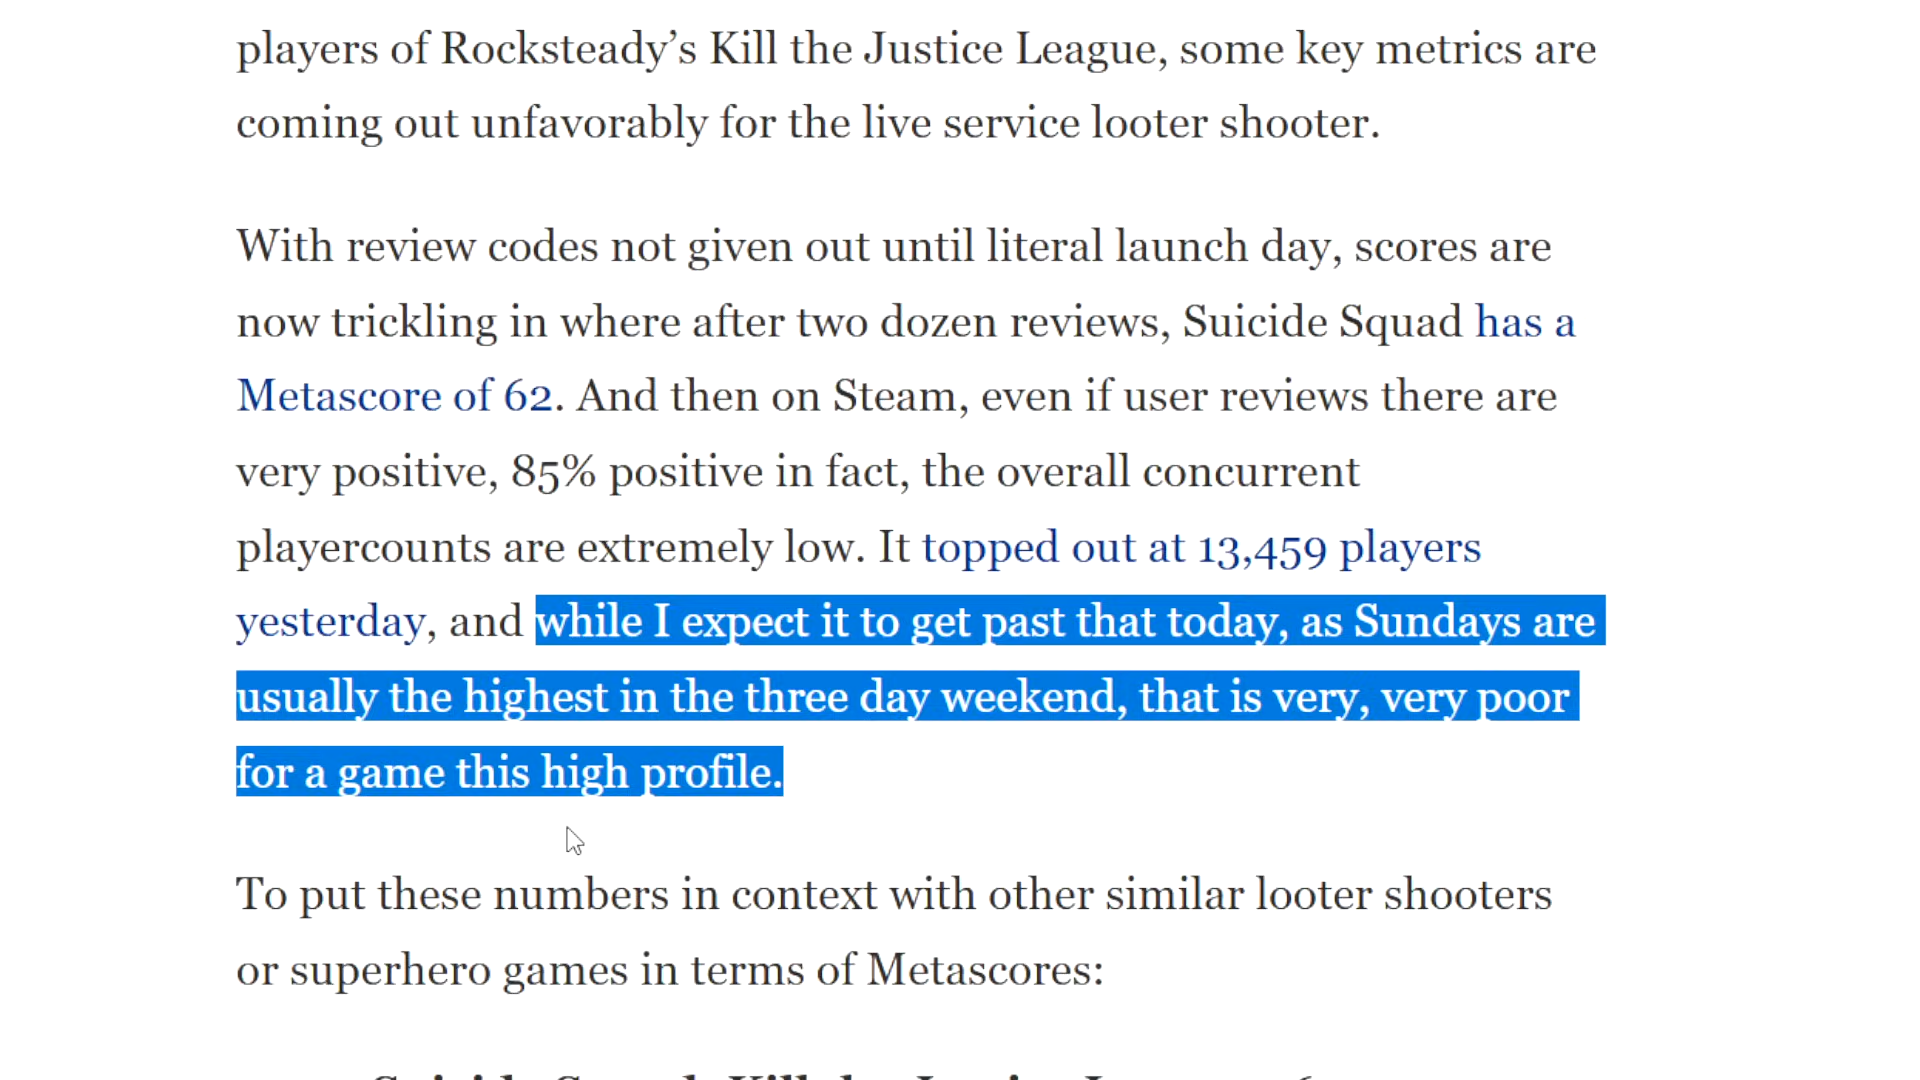 players of Rocksteady’s Kill the Justice League, some key metrics are
coming out unfavorably for the live service looter shooter.
With review codes not given out until literal launch day, scores are
now trickling in where after two dozen reviews, Suicide Squad has a
Metascore of 62. And then on Steam, even if user reviews there are
very positive, 85% positive in fact, the overall concurrent
playercounts are extremely low. It topped out at 13,459 players
yesterday, and while I expect it to get past that today, as Sundays are
usually the highest in the three day weekend, that is very, very poor
for a game this high profile.
To put these numbers in context with other similar looter shooters
or superhero games in terms of Metascores: